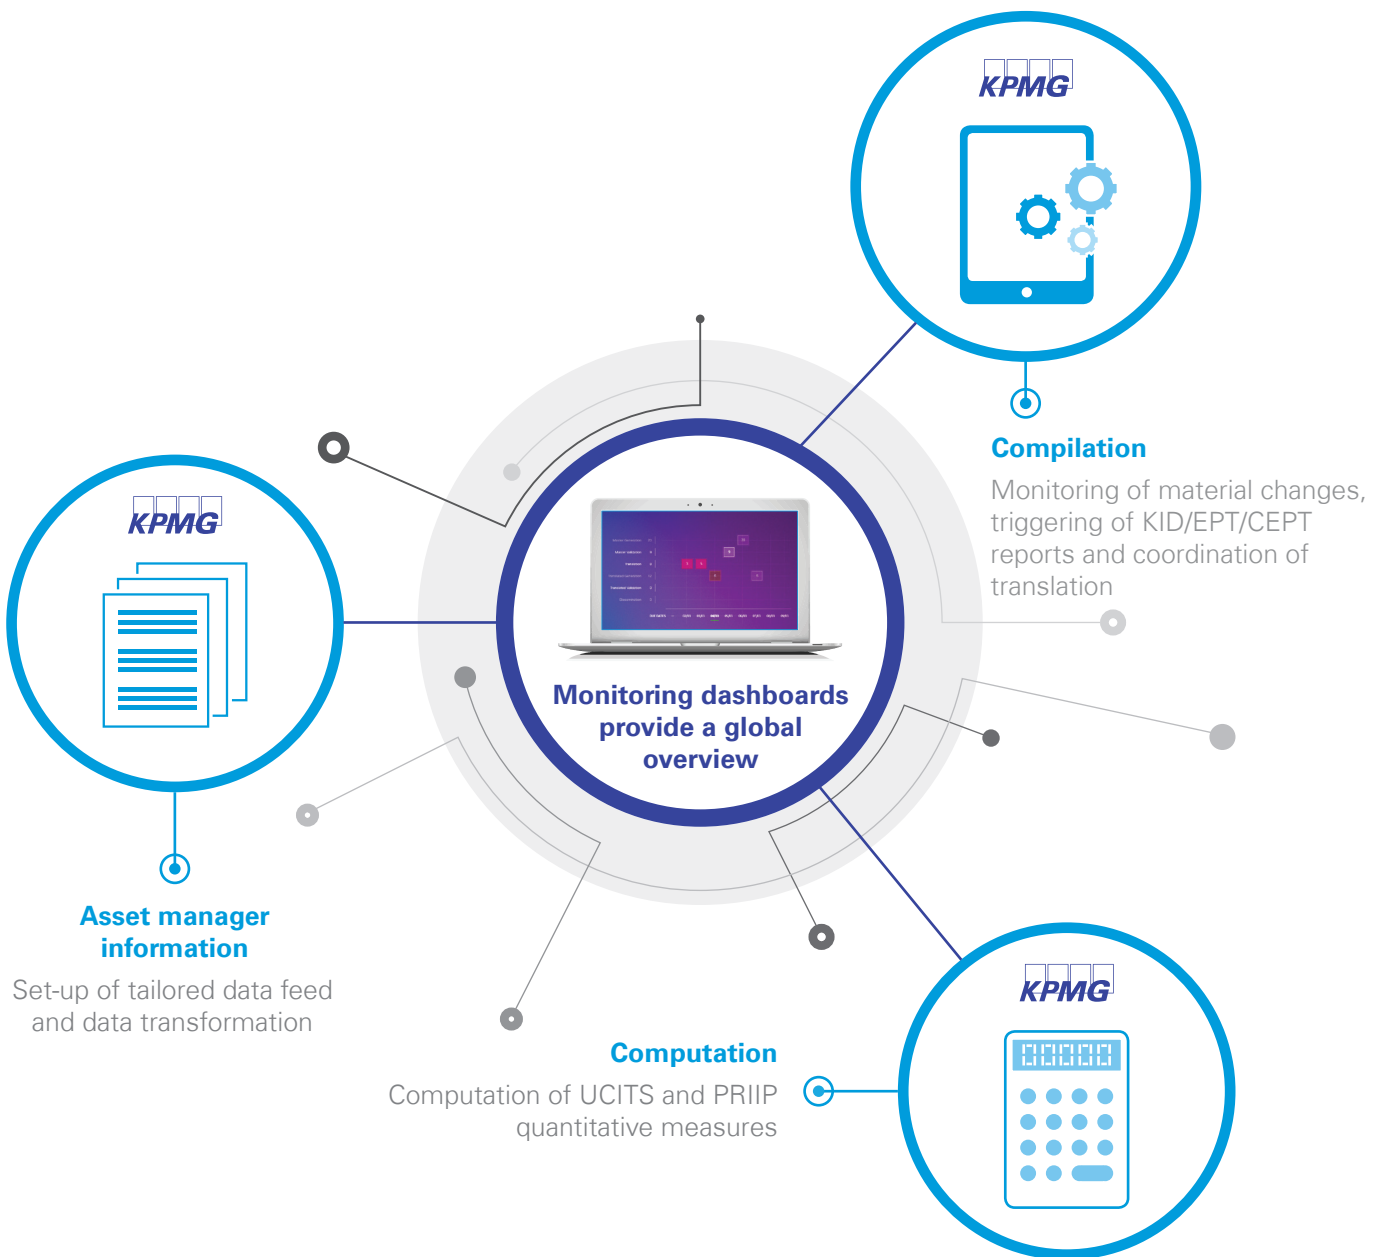 KPMG
Compilation
Monitoring of material changes,
triggering of KID/EPT/CEPT
reports and coordination of
translation
KPMG
Monitoring dashboards
provide a global
overview
Asset manager
information
Set-up of tailored data feed
and data transformation
KPMG
Computation
Computation of UCITS and PRIIP
quantitative measures